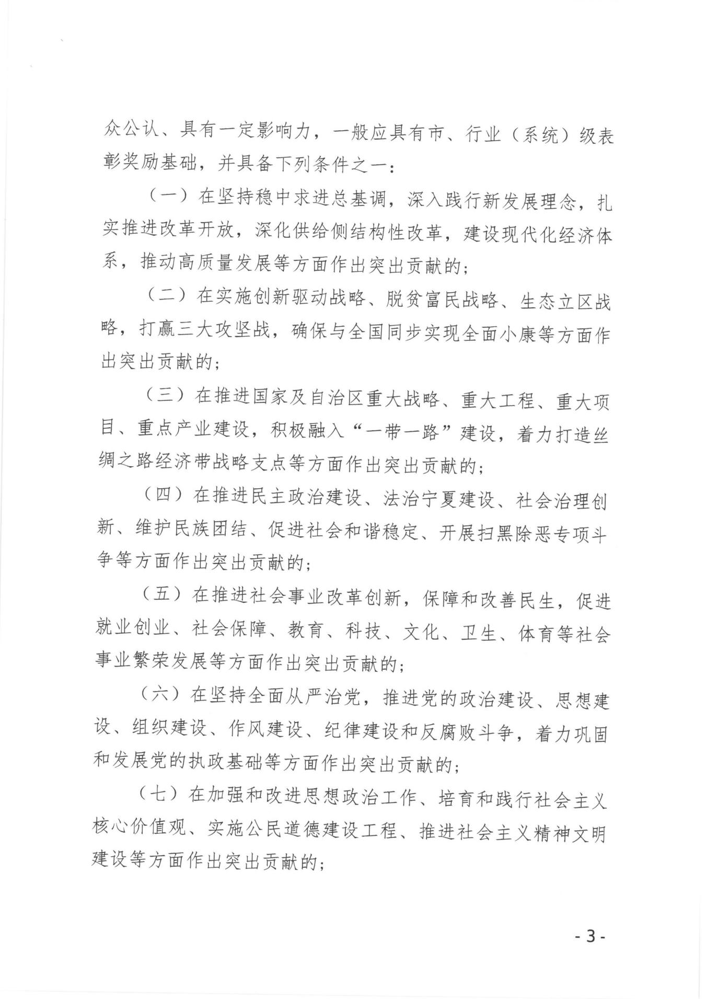 众公认、具有一定影响力，一般应具有市、行业（系统）级表
彰奖励基础，并具备下列条件之一：
（一）在坚持稳中求进总基调，深入践行新发展理念，扎
实推进改革开放，深化供给侧结构性改革，建设现代化经济体
系，推动高质量发展等方面作出突出贡献的；
（二）在实施创新驱动战略、脱贫富民战略、生态立区战
略，打赢三大攻坚战，确保与全国同步实现全面小康等方面作
出突出贡献的；
（三）在推进国家及自治区重大战略、重大工程、重大项
目、重点产业建设，积极融入“一带一路”建设，着力打造丝
绸之路经济带战略支点等方面作出突出贡献的；
（四）在推进民主政治建设、法治宁夏建设、社会治理创
新、维护民族团结、促进社会和谐稳定、开展扫黑除恶专项斗
争等方面作出突出贡献的；
（五）在推进社会事业改革创新，保障和改善民生，促进
就业创业、社会保障、教育、科技、文化、卫生、体育等社会
事业繁荣发展等方面作出突出贡献的；
（六）在坚持全面从严治党，推进党的政治建设、思想建
设、组织建设、作风建设、纪律建设和反腐败斗争，着力巩固
和发展党的执政基础等方面作出突出贡献的；
（七）在加强和改进思想政治工作、培育和践行社会主义
核心价值观、实施公民道德建设工程、推进社会主义精神文明
建设等方面作出突出贡献的；
- 3 -